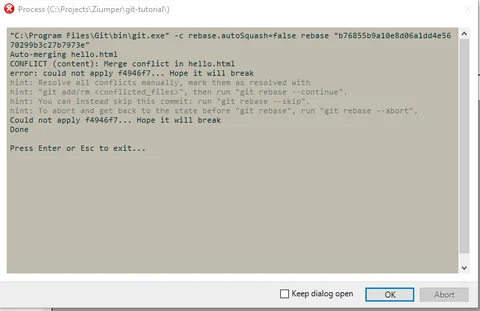 Process (C:\Projects\Ziumper\git-tutorial\)
"C:\Program Files\Git\bin\git.exe" -c rebase.autoSquash=false rebase "b76855b9a10e8d06a1dd4e56
70299b3c27b7973e"
Auto-merging hello.html
CONFLICT (content): Merge conflict in hello.html
error: could not apply f4946f7... Hope it will break
hint: Resolve all conflicts manually, mark them as resolved with
hint: "git add/rm <conflicted_files>", then run "git rebase --continue".
hint: You can instead skip this commit: run "git rebase --skip".
hint: To abort and get back to the state before "git rebase", run "git rebase --abort".
Could not apply f4946f7... Hope it will break
Done
Press Enter or Esc to exit...
Keep dialog open
OK
Abort